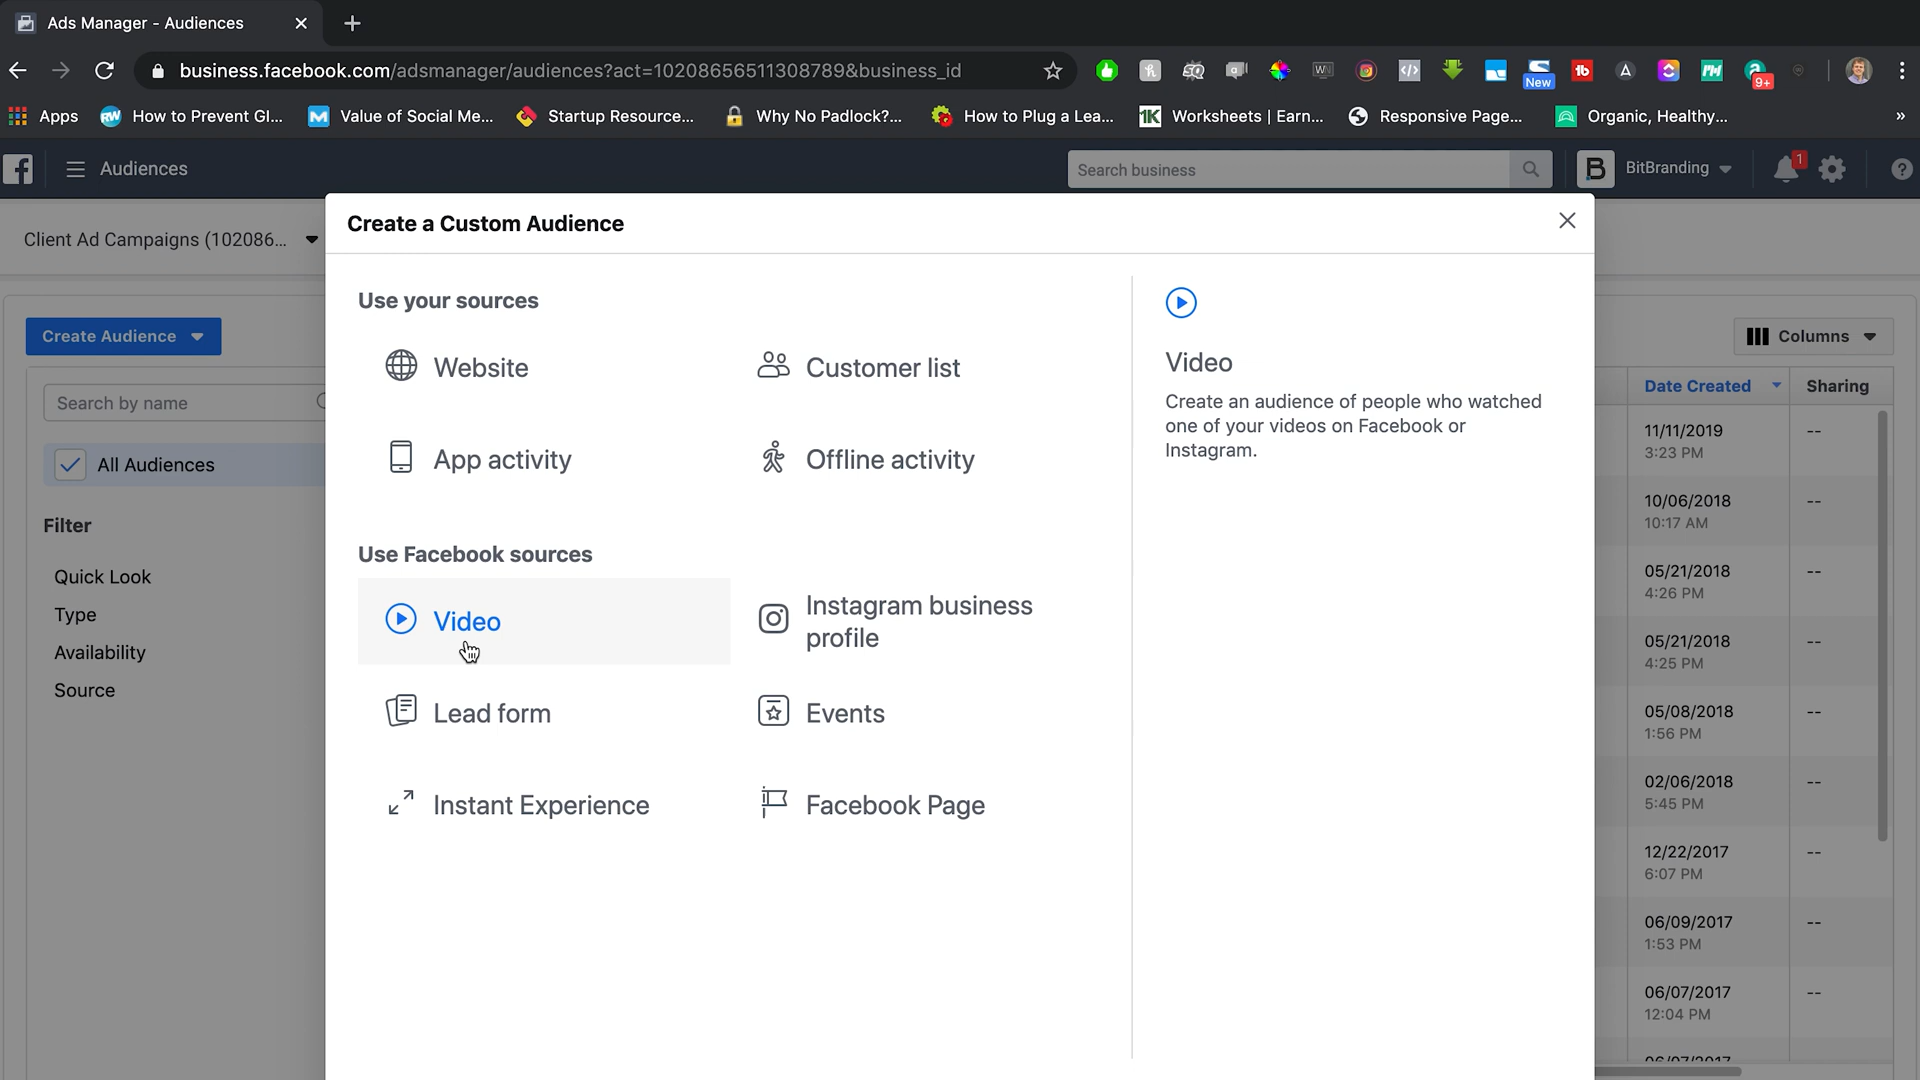 Ads Manager - Audiences
business.facebook.com/adsmanager/audiences?act=10208656511308789&business_id
New
9+
Apps
How to Prevent Gl...
Value of Social Me...
Startup Resource...
Why No Padlock?...
How to Plug a Lea...
1K Worksheets | Earn...
Responsive Page...
Organic, Healthy...
»
Audiences
Search business
B BitBranding
1
Client Ad Campaigns (102086...
Create a Custom Audience
Create Audience
Search by name
All Audiences
Filter
Quick Look
Type
Availability
Source
Use your sources
Website
Customer list
App activity
Offline activity
Use Facebook sources
Video
Instagram business
profile
Lead form
Events
Instant Experience
Facebook Page
Video
Create an audience of people who watched
one of your videos on Facebook or
Instagram.
Columns
Date Created
Sharing
11/11/2019
3:23 PM
--
10/06/2018
10:17 AM
--
05/21/2018
4:26 PM
--
05/21/2018
4:25 PM
--
05/08/2018
1:56 PM
--
02/06/2018
5:45 PM
--
12/22/2017
6:07 PM
--
06/09/2017
1:53 PM
--
06/07/2017
12:04 PM
--
06/07/2017